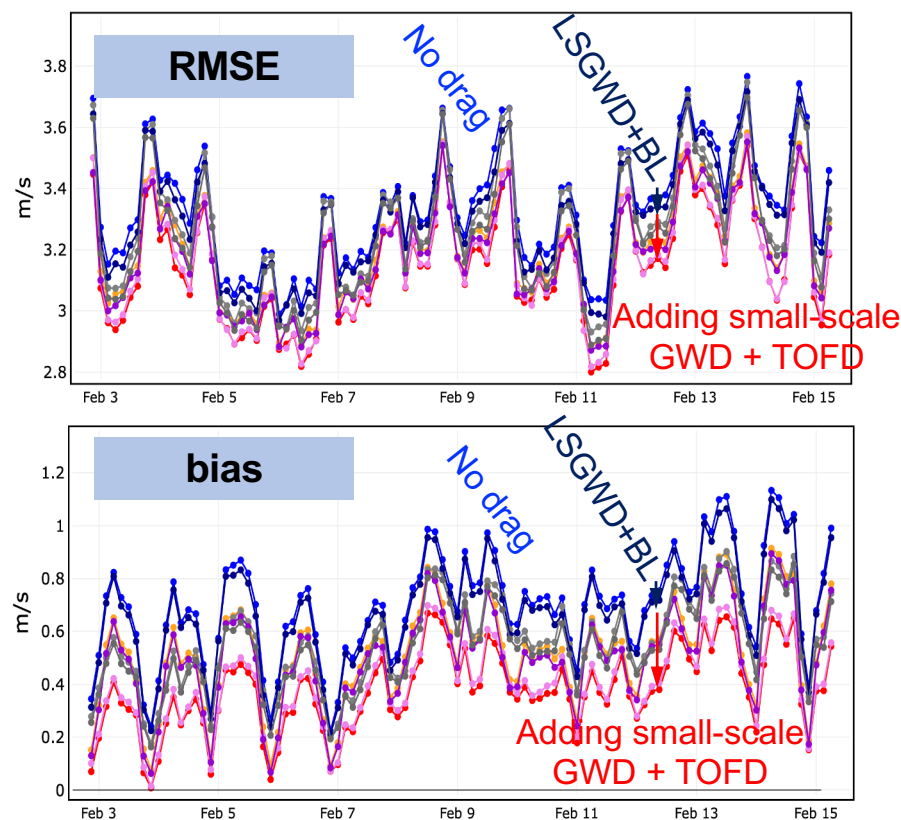 RMSE
No drag
LSGWD+BL
m/s
3.8
3.6
3.4
3.2
3
2.8
Adding small-scale
GWD + TOFD
Feb 3
Feb 5
Feb 7
Feb 9
Feb 11
Feb 13
Feb 15
bias
No drag
LSGWD+BL
m/s
1.2
1
0.8
0.6
0.4
0.2
0
Adding small-scale
GWD + TOFD
Feb 3
Feb 5
Feb 7
Feb 9
Feb 11
Feb 13
Feb 15